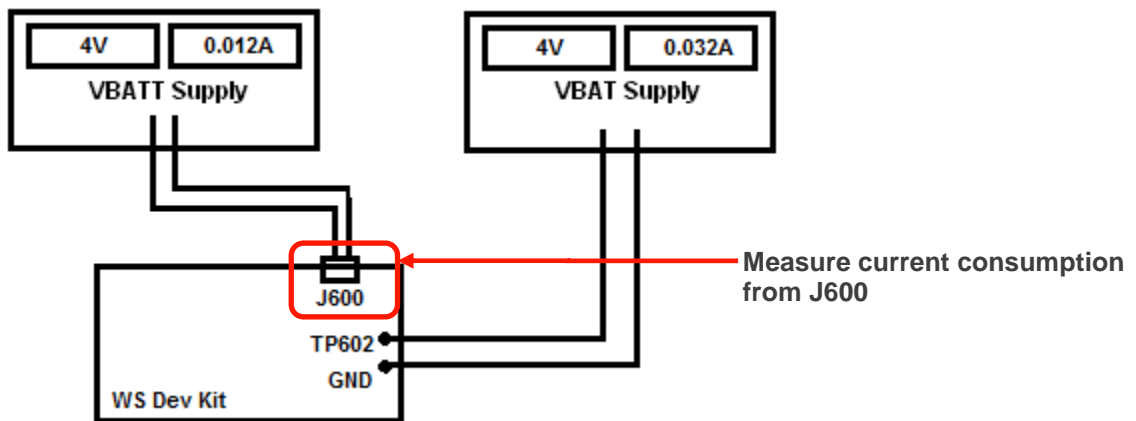 4V
0.012A
VBATT Supply
4V
0.032A
VBAT Supply
J600
Measure current consumption
from J600
TP602
GND
WS Dev Kit